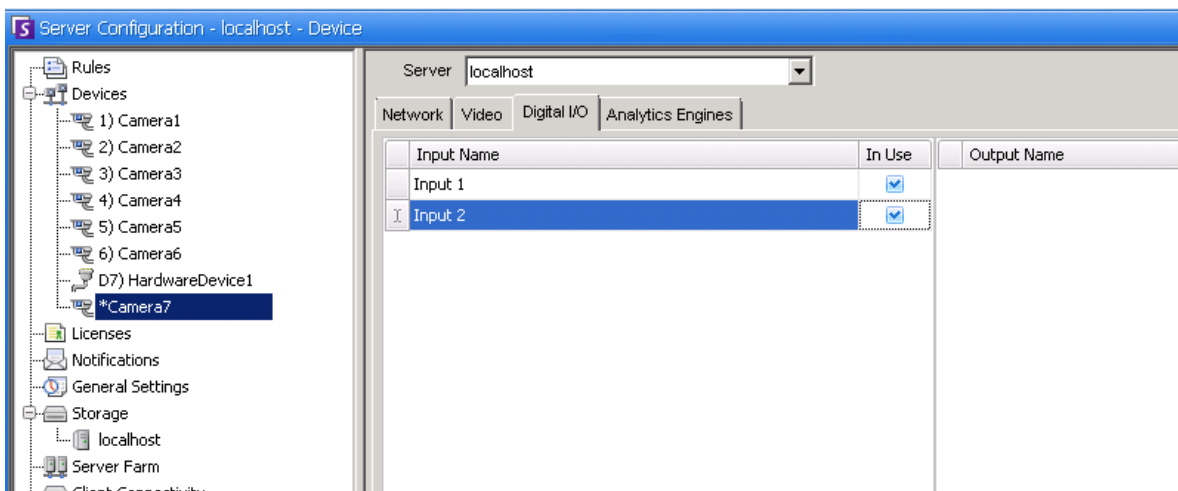 Server Configuration - localhost - Device
Rules
Devices
1) Camera1
2) Camera2
3) Camera3
4) Camera4
5) Camera5
6) Camera6
D7) HardwareDevice1
*Camera7
Licenses
Notifications
General Settings
Storage
localhost
Server Farm
Client Connectivity
Server localhost
Network Video Digital I/O Analytics Engines
Input Name In Use Output Name
Input 1
Input 2